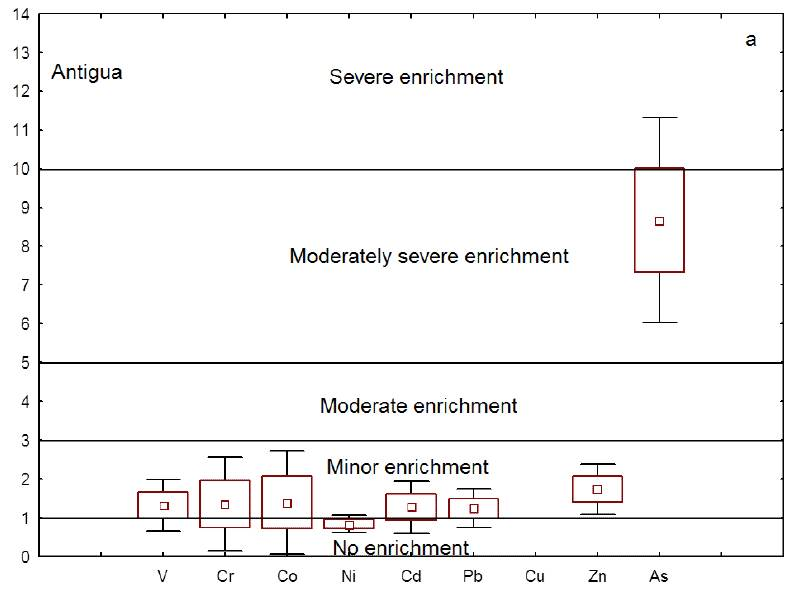 14
a
13
Antigua
Severe enrichment
12
11
10
9
8
Moderately severe enrichment
7
6
5
4
Moderate enrichment
3
Minor enrichment
2
1
No enrichment
0
V Cr Co Ni Cd Pb Cu Zn As